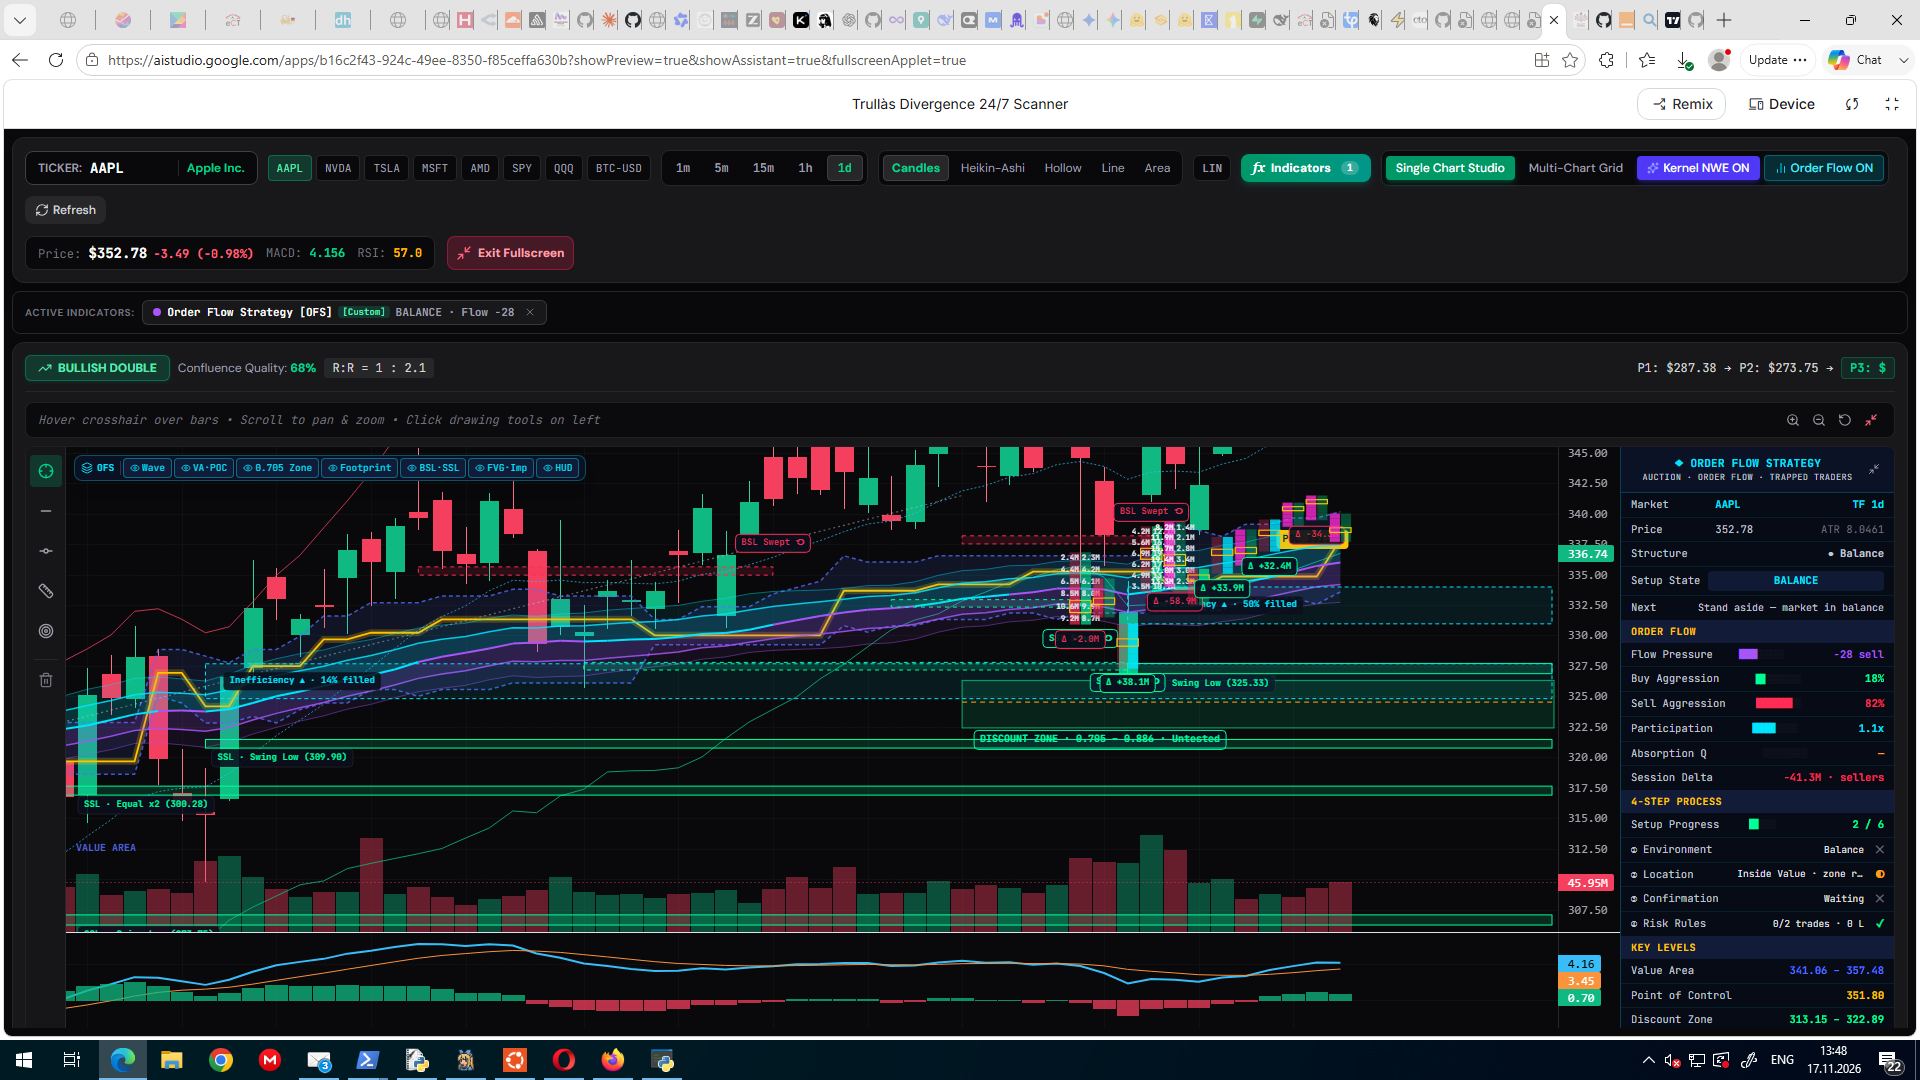 https://aistudio.google.com/apps/b16c2f43-924c-49ee-8350-f85ceffa630b?showPreview=true&showAssistant=true&fullscreenApplet=true
Update
Chat
Trullàs Divergence 24/7 Scanner
Remix
Device
TICKER: AAPL Apple Inc.
AAPL NVDA TSLA MSFT AMD SPY QQQ BTC-USD
1m 5m 15m 1h 1d
Candles Heikin-Ashi Hollow Line Area
LIN
fx Indicators 1
Single Chart Studio Multi-Chart Grid Kernel NWE ON Order Flow ON
Refresh
Price: $352.78 -3.49 (-0.98%) MACD: 4.156 RSI: 57.0
Exit Fullscreen
ACTIVE INDICATORS: Order Flow Strategy [OFS] [Custom] BALANCE · Flow -28 ×
BULLISH DOUBLE Confluence Quality: 68% R:R = 1 : 2.1
P1: $287.38 → P2: $273.75 → P3: $
Hover crosshair over bars • Scroll to pan & zoom • Click drawing tools on left
OFS Wave VA·POC 0.705 Zone Footprint BSL·SSL FVG·Imp HUD
BSL Swept
BSL Swept
Δ +32.4M
Δ +33.9M
Δ -58.9M
Δ -2.0M
Δ +38.1M
50% filled
Inefficiency ▲ · 14% filled
Swing Low (325.33)
DISCOUNT ZONE · 0.705 – 0.886 · Untested
SSL · Swing Low (309.90)
SSL · Equal x2 (300.28)
VALUE AREA
345.00
342.50
340.00
336.74
335.00
332.50
330.00
327.50
325.00
322.50
320.00
317.50
315.00
312.50
45.95M
307.50
4.16
3.45
0.70
ORDER FLOW STRATEGY
AUCTION · ORDER FLOW · TRAPPED TRADERS
Market AAPL TF 1d
Price 352.78 ATR 8.0461
Structure ● Balance
Setup State BALANCE
Next Stand aside — market in balance
ORDER FLOW
Flow Pressure -28 sell
Buy Aggression 18%
Sell Aggression 82%
Participation 1.1x
Absorption Q —
Session Delta -41.3M · sellers
4-STEP PROCESS
Setup Progress 2 / 6
Environment Balance
Location Inside Value · zone r…
Confirmation Waiting
Risk Rules 0/2 trades · 0 L ✓
KEY LEVELS
Value Area 341.06 – 357.48
Point of Control 351.80
Discount Zone 313.15 – 322.89
ENG
13:48
17.11.2026
22
3